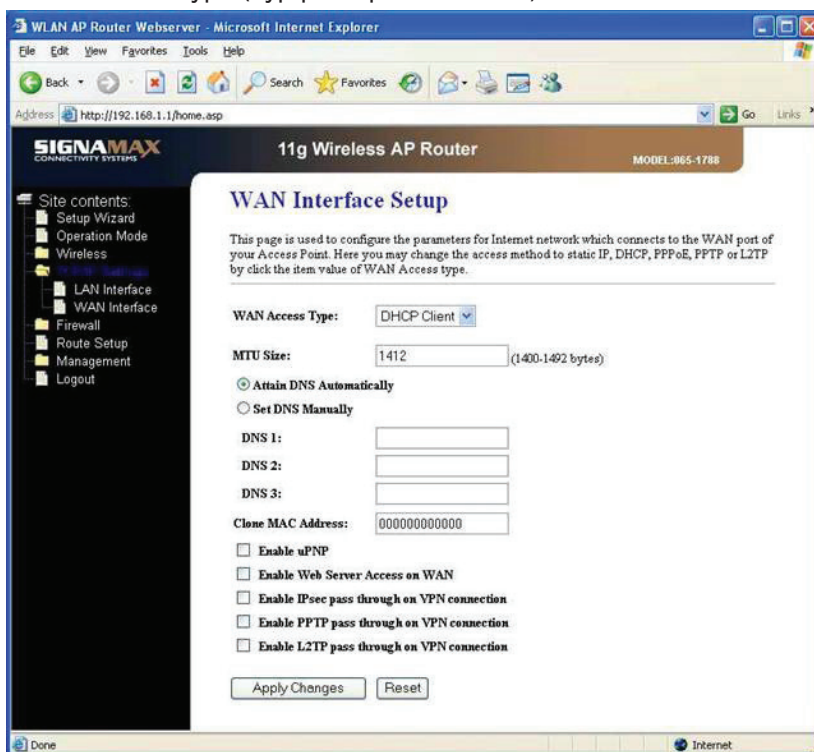 WLAN AP Router Webserver - Microsoft Internet Explorer
File Edit View Favorites Tools Help
Back Search Favorites
Address http://192.168.1.1/home.asp Go Links
SIGNAMAX
CONNECTIVITY SYSTEMS
11g Wireless AP Router
MODEL:065-1788
Site contents:
Setup Wizard
Operation Mode
Wireless
LAN Interface
WAN Interface
Firewall
Route Setup
Management
Logout
WAN Interface Setup
This page is used to configure the parameters for Internet network which connects to the WAN port of
your Access Point. Here you may change the access method to static IP, DHCP, PPPoE, PPTP or L2TP
by click the item value of WAN Access type.
WAN Access Type: DHCP Client
MTU Size: 1412 (1400-1492 bytes)
Attain DNS Automatically
Set DNS Manually
DNS 1:
DNS 2:
DNS 3:
Clone MAC Address: 000000000000
Enable uPNP
Enable Web Server Access on WAN
Enable IPsec pass through on VPN connection
Enable PPTP pass through on VPN connection
Enable L2TP pass through on VPN connection
Apply Changes Reset
Done Internet